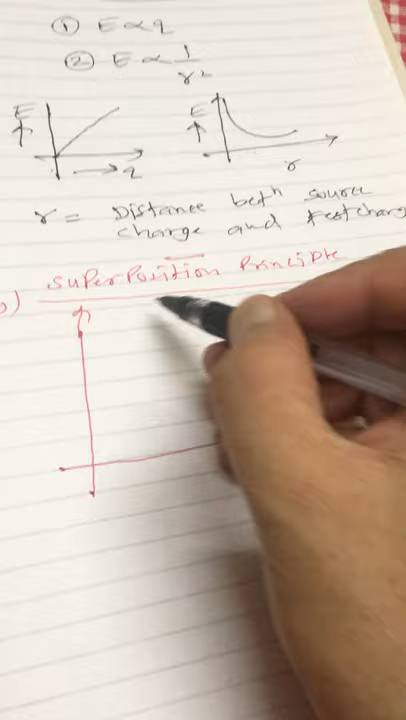 ① E ∝ q
② E ∝ 1/r²
E ↑ → q
E ↑ r
r = Distance betⁿ source
charge and test charge
b) Superposition Principle